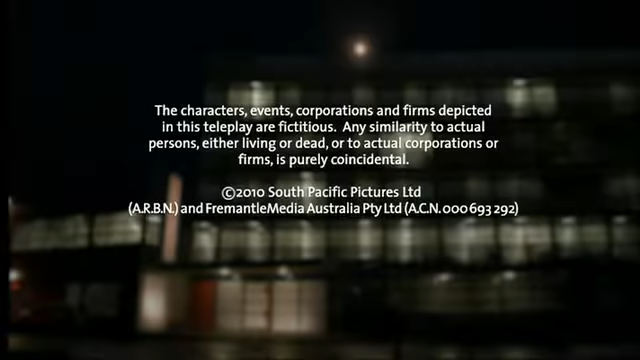 The characters, events, corporations and firms depicted
in this teleplay are fictitious. Any similarity to actual
persons, either living or dead, or to actual corporations or
firms, is purely coincidental.
©2010 South Pacific Pictures Ltd
(A.R.B.N.) and FremantleMedia Australia Pty Ltd (A.C.N. 000 693 292)